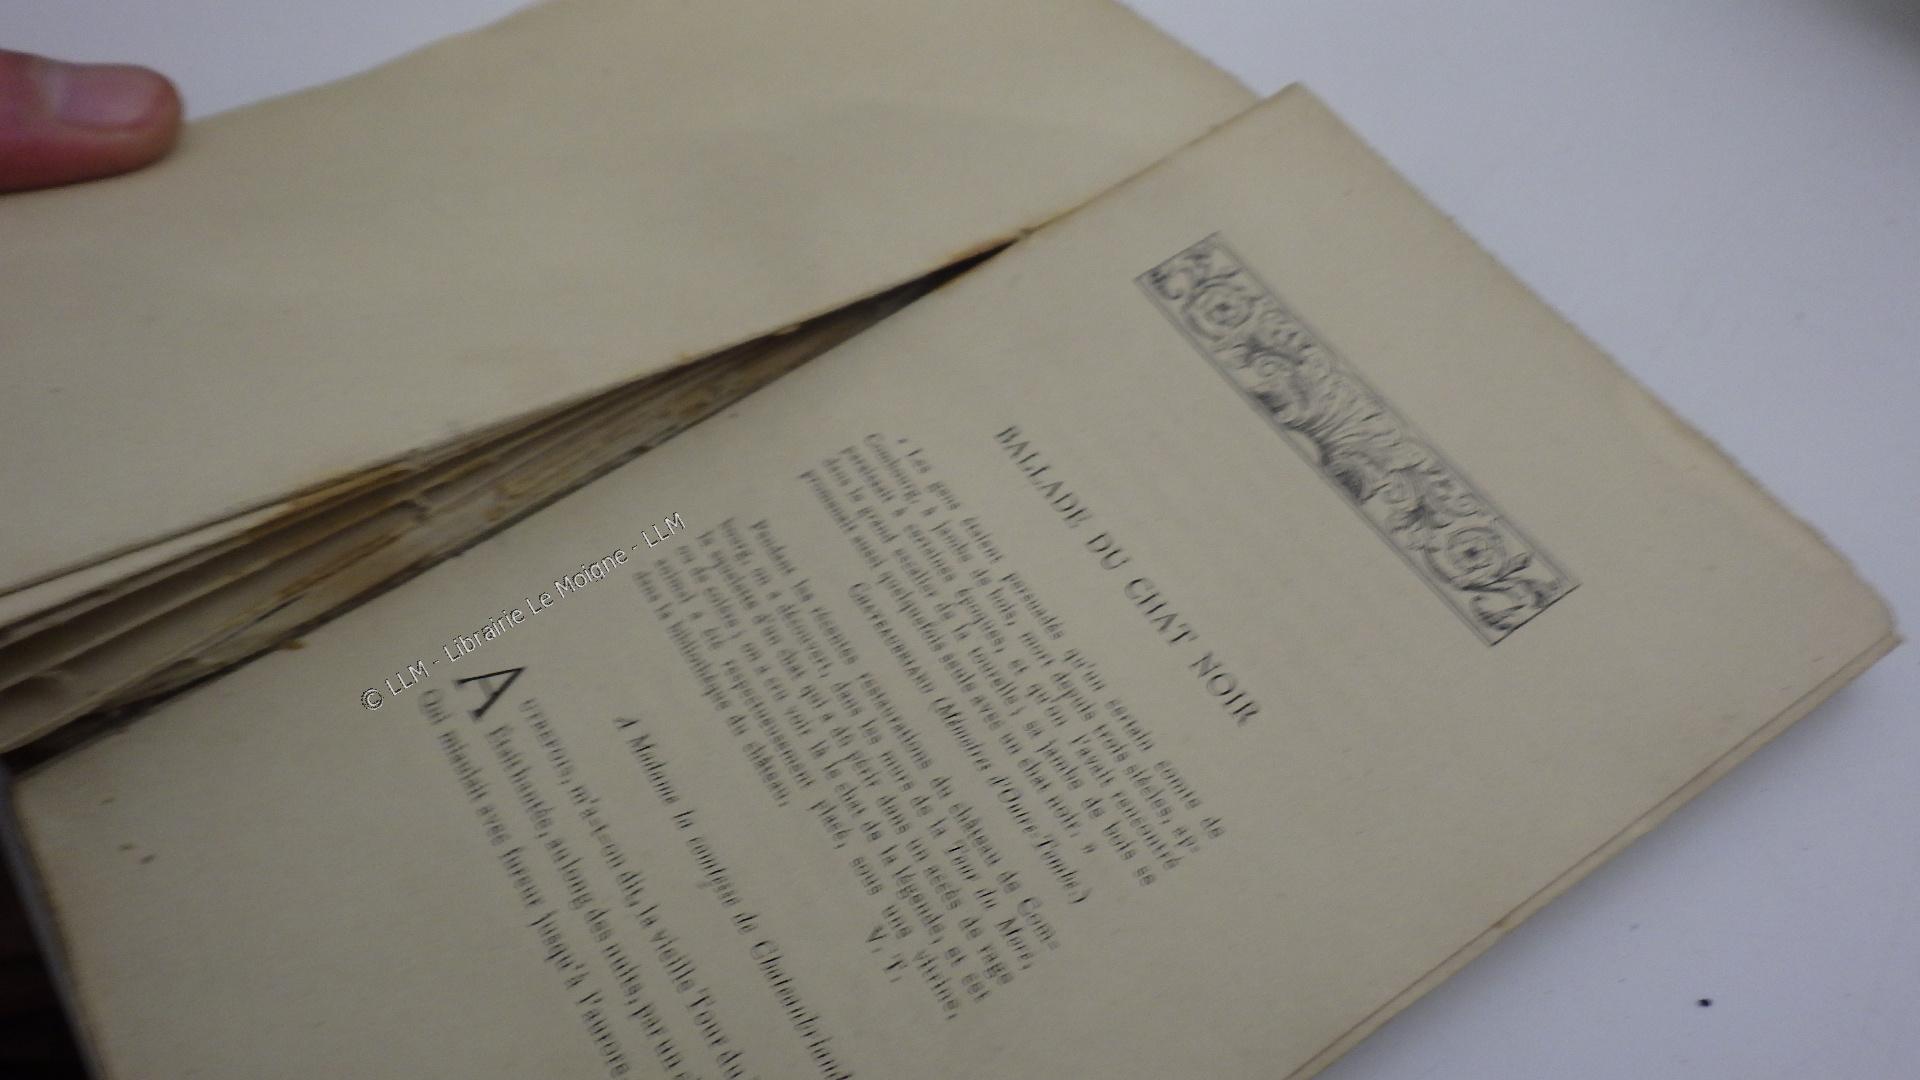 BALLADE DU CHAT NOIR
« Les gens étaient persuadés qu'un certain comte de
Combourg, à jambe de bois, mort depuis trois siècles, ap-
paraissait à certaines époques, et qu'on l'avait rencontré
dans le grand escalier de la tourelle ; sa jambe de bois se
promenait aussi quelquefois seule avec un chat noir. »
CHATEAUBRIAND (Mémoires d'Outre-Tombe.)
Pendant les récentes restaurations du château de Com-
bourg, on a découvert, dans les murs de la Tour du More,
le squelette d'un chat qui a dû périr dans un accès de rage
ou de colère ; on a cru voir là le chat de la légende, et cet
animal a été respectueusement placé, sous une vitrine,
dans la bibliothèque du château.
V. T.
A Madame la comtesse de Chateaubriand
AUTREFOIS, m'a-t-on dit, la vieille Tour du
Était hantée, au long des nuits, par un
Qui miaulait avec fureur jusqu'à l'aurore,
© LLM - Librairie Le Moigne - LLM